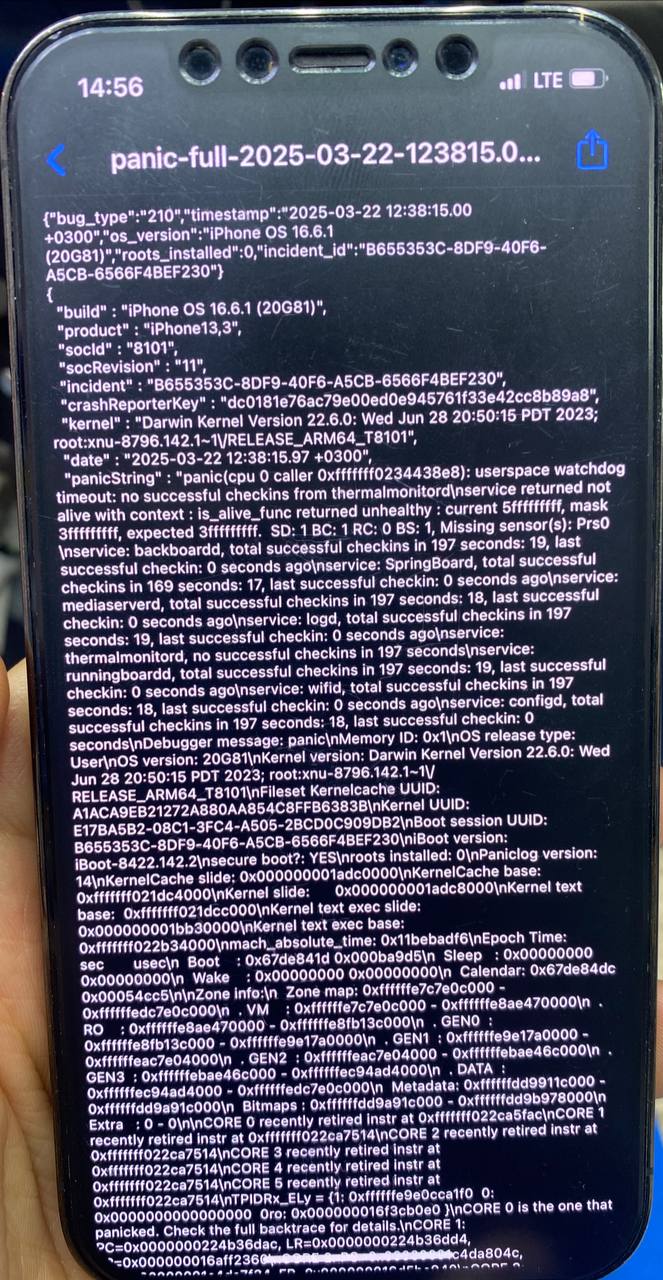 14:56
LTE
panic-full-2025-03-22-123815.0...
{"bug_type":"210","timestamp":"2025-03-22 12:38:15.00
+0300","os_version":"iPhone OS 16.6.1
(20G81)","roots_installed":0,"incident_id":"B655353C-8DF9-40F6-
A5CB-6566F4BEF230"}
{
"build" : "iPhone OS 16.6.1 (20G81)",
"product" : "iPhone13,3",
"socId" : "8101",
"socRevision" : "11",
"incident" : "B655353C-8DF9-40F6-A5CB-6566F4BEF230",
"crashReporterKey" : "dc0181e76ac79e00ed0e945761f33e42cc8b89a8",
"kernel" : "Darwin Kernel Version 22.6.0: Wed Jun 28 20:50:15 PDT 2023;
root:xnu-8796.142.1~1\/RELEASE_ARM64_T8101",
"date" : "2025-03-22 12:38:15.97 +0300",
"panicString" : "panic(cpu 0 caller 0xfffffff0234438e8): userspace watchdog
timeout: no successful checkins from thermalmonitord\nservice returned not
alive with context : is_alive_func returned unhealthy : current 5fffffffff, mask
3fffffffff, expected 3fffffffff. SD: 1 BC: 1 RC: 0 BS: 1, Missing sensor(s): Prs0
\nservice: backboardd, total successful checkins in 197 seconds: 19, last
successful checkin: 0 seconds ago\nservice: SpringBoard, total successful
checkins in 169 seconds: 17, last successful checkin: 0 seconds ago\nservice:
mediaserverd, total successful checkins in 197 seconds: 18, last successful
checkin: 0 seconds ago\nservice: logd, total successful checkins in 197
seconds: 19, last successful checkin: 0 seconds ago\nservice:
thermalmonitord, no successful checkins in 197 seconds\nservice:
runningboardd, total successful checkins in 197 seconds: 19, last successful
checkin: 0 seconds ago\nservice: wifid, total successful checkins in 197
seconds: 18, last successful checkin: 0 seconds ago\nservice: configd, total
successful checkins in 197 seconds: 18, last successful checkin: 0
seconds\nDebugger message: panic\nMemory ID: 0x1\nOS release type:
User\nOS version: 20G81\nKernel version: Darwin Kernel Version 22.6.0: Wed
Jun 28 20:50:15 PDT 2023; root:xnu-8796.142.1~1\/
RELEASE_ARM64_T8101\nFileset Kernelcache UUID:
A1ACA9EB21272A880AA854C8FFB6383B\nKernel UUID:
E17BA5B2-08C1-3FC4-A505-2BCD0C909DB2\nBoot session UUID:
B655353C-8DF9-40F6-A5CB-6566F4BEF230\niBoot version:
iBoot-8422.142.2\nsecure boot?: YES\nroots installed: 0\nPaniclog version:
14\nKernelCache slide: 0x000000001adc0000\nKernelCache base:
0xfffffff021dc4000\nKernel slide: 0x000000001adc8000\nKernel text
base: 0xfffffff021dcc000\nKernel text exec slide:
0x000000001bb30000\nKernel text exec base:
0xfffffff022b34000\nmach_absolute_time: 0x11bebadf6\nEpoch Time:
sec usec\n Boot : 0x67de841d 0x000ba9d5\n Sleep : 0x00000000
0x00000000\n Wake : 0x00000000 0x00000000\n Calendar: 0x67de84dc
0x00054cc5\n\nZone info:\n Zone map: 0xffffffe7c7e0c000 -
0xffffffedc7e0c000\n . VM : 0xffffffe7c7e0c000 - 0xffffffe8ae470000\n .
RO : 0xffffffe8ae470000 - 0xffffffe8fb13c000\n . GEN0 :
0xffffffe8fb13c000 - 0xffffffe9e17a0000\n . GEN1 : 0xffffffe9e17a0000 -
0xffffffeac7e04000\n . GEN2 : 0xffffffeac7e04000 - 0xffffffebae46c000\n .
GEN3 : 0xffffffebae46c000 - 0xffffffec94ad4000\n . DATA :
0xffffffec94ad4000 - 0xffffffedc7e0c000\n Metadata: 0xffffffdd9911c000 -
0xffffffdd9a91c000\n Bitmaps : 0xffffffdd9a91c000 - 0xffffffdd9b978000\n
Extra : 0 - 0\n\nCORE 0 recently retired instr at 0xfffffff022ca5fac\nCORE 1
recently retired instr at 0xfffffff022ca7514\nCORE 2 recently retired instr at
0xfffffff022ca7514\nCORE 3 recently retired instr at
0xfffffff022ca7514\nCORE 4 recently retired instr at
0xfffffff022ca7514\nCORE 5 recently retired instr at
0xfffffff022ca7514\nTPIDRx_ELy = {1: 0xffffffe9e0cca1f0 0:
0x0000000000000000 0ro: 0x000000016f3cb0e0 }\nCORE 0 is the one that
panicked. Check the full backtrace for details.\nCORE 1:
PC=0x0000000224b36dac, LR=0x0000000224b36dd4,